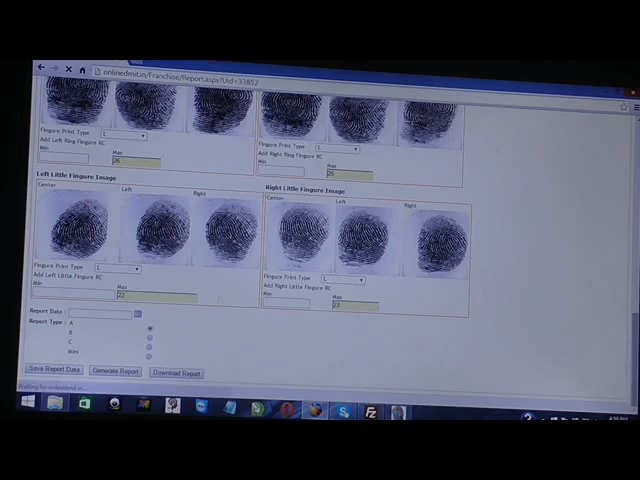 onlinedmit.in/Franchise/Report.aspx?Uid=33852
Fingure Print Type L
Add Left Ring Fingure RC
Min Max
26
Fingure Print Type L
Add Right Ring Fingure RC
Min Max
26
Left Little Fingure Image
Center Left Right
Fingure Print Type L
Add Left Little Fingure RC
Min Max
22
Right Little Fingure Image
Center Left Right
Fingure Print Type L
Add Right Little Fingure RC
Min Max
23
Report Date:
Report Type: A
B
C
Mini
Save Report Data Generate Report Download Report